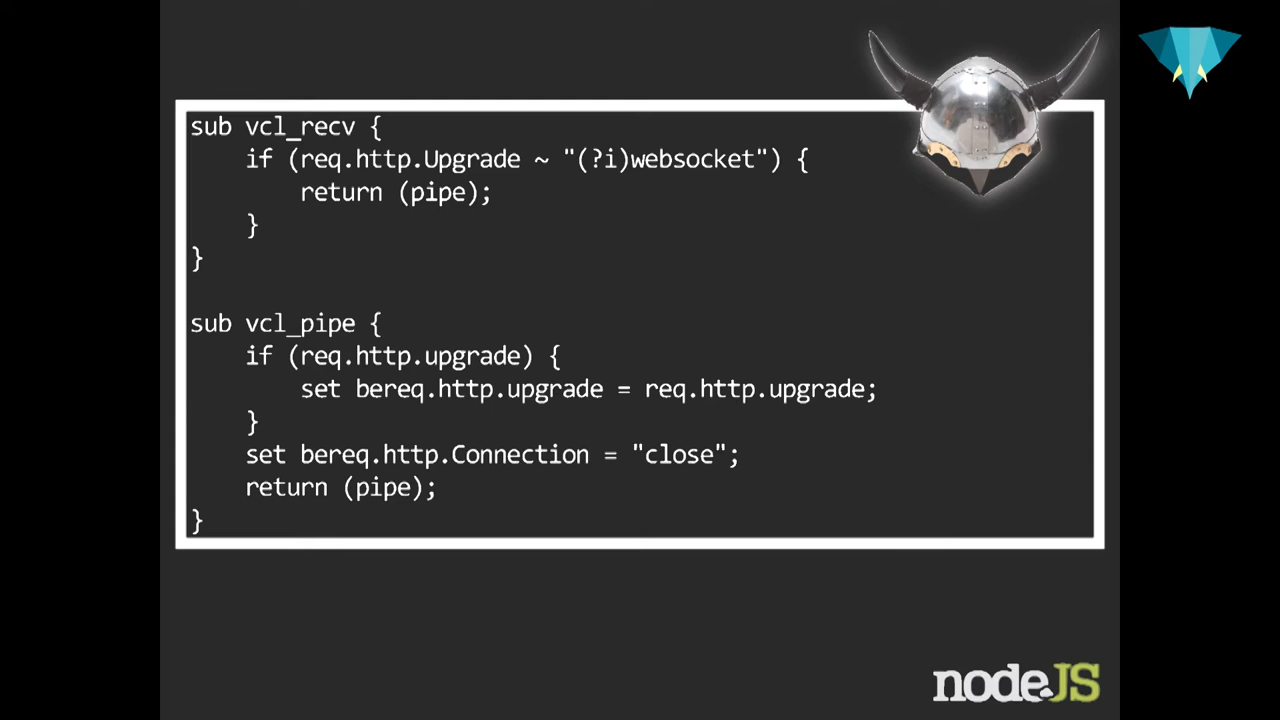 sub vcl_recv {
    if (req.http.Upgrade ~ "(?i)websocket") {
        return (pipe);
    }
}

sub vcl_pipe {
    if (req.http.upgrade) {
        set bereq.http.upgrade = req.http.upgrade;
    }
    set bereq.http.Connection = "close";
    return (pipe);
}
nodeJS